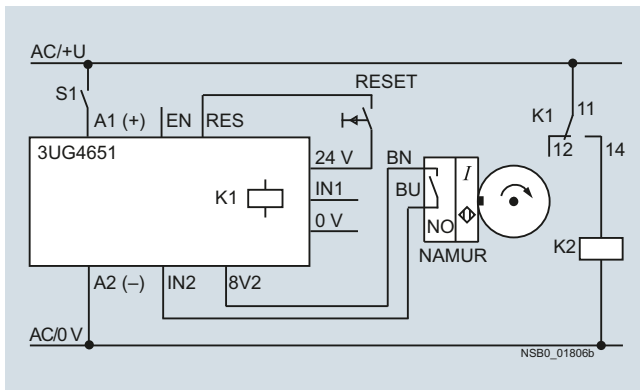 AC/+U
RESET
S1
A1 (+)
EN
RES
K1
11
3UG4651
24 V
BN
I
12
14
K1
IN1
BU
0 V
NO
K2
NAMUR
A2 (–)
IN2
8V2
AC/0 V
NSB0_01806b